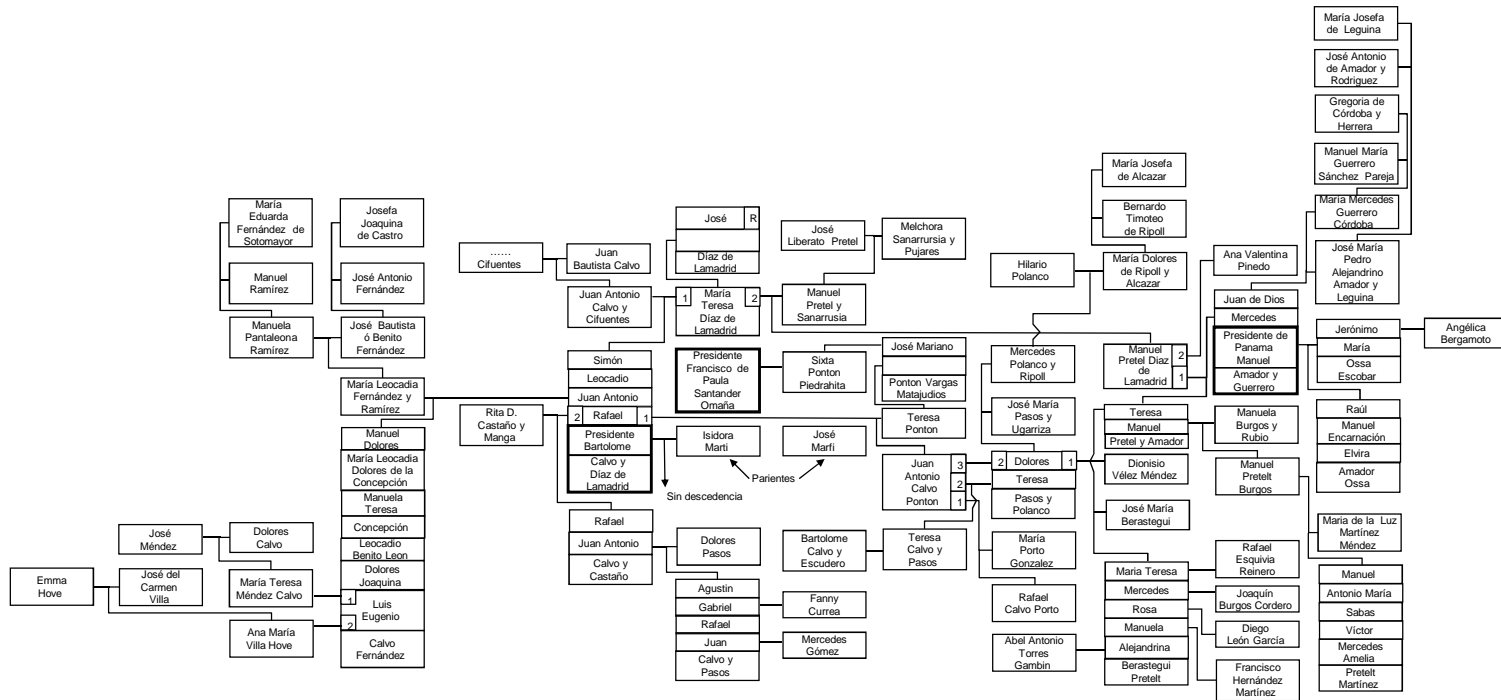 María Josefa
de Leguina
José Antonio
de Amador y
Rodriguez
Gregoria de
Córdoba y
Herrera
Manuel María
Guerrero
Sánchez Pareja
María Mercedes
Guerrero
Córdoba
José María
Pedro
Alejandrino
Amador y
Leguina
María Josefa
de Alcazar
Bernardo
Timoteo
de Ripoll
María Dolores
de Ripoll y
Alcazar
Hilario
Polanco
Ana Valentina
Pinedo
María
Eduarda
Fernández de
Sotomayor
Josefa
Joaquina
de Castro
Manuel
Ramírez
José Antonio
Fernández
Manuela
Pantaleona
Ramírez
José Bautista
ó Benito
Fernández
......
Cifuentes
Juan
Bautista Calvo
Juan Antonio
Calvo y
Cifuentes
José
R
Díaz de
Lamadrid
1
María
Teresa
Díaz de
Lamadrid
2
José
Liberato Pretel
Melchora
Sanarrursia y
Pujares
Manuel
Pretel y
Sanarrusia
Juan de Dios
Mercedes
Presidente de
Panama
Manuel
Amador y
Guerrero
Jerónimo
María
Ossa
Escobar
Angélica
Bergamoto
Manuel
Pretel Diaz
de
Lamadrid
2
1
María Leocadia
Fernández y
Ramírez
Simón
Leocadio
Juan Antonio
2
Rafael
1
Presidente
Bartolome
Calvo y
Díaz de
Lamadrid
Presidente
Francisco de
Paula
Santander
Omaña
Sixta
Ponton
Piedrahita
José Mariano
Ponton Vargas
Matajudios
Teresa
Ponton
Mercedes
Polanco y
Ripoll
José María
Pasos y
Ugarriza
Rita D.
Castaño y
Manga
Isidora
Marti
José
Marfi
Parientes
Sin descedencia
Juan
Antonio
Calvo
Ponton
3
2
1
2
Dolores
1
Teresa
Pasos y
Polanco
Teresa
Manuel
Pretel y Amador
Manuela
Burgos y
Rubio
Dionisio
Vélez Méndez
Manuel
Pretelt
Burgos
Raúl
Manuel
Encarnación
Elvira
Amador
Ossa
José María
Berastegui
Maria de la Luz
Martínez
Méndez
Manuel
Dolores
María Leocadia
Dolores de la
Concepción
Manuela
Teresa
Concepción
Leocadio
Benito Leon
Dolores
Joaquina
1
Luis
Eugenio
2
Calvo
Fernández
José
Méndez
Dolores
Calvo
Emma
Hove
José del
Carmen
Villa
María Teresa
Méndez Calvo
Ana María
Villa Hove
Rafael
Juan Antonio
Calvo y
Castaño
Dolores
Pasos
Agustin
Gabriel
Rafael
Juan
Calvo y
Pasos
Fanny
Currea
Mercedes
Gómez
Bartolome
Calvo y
Escudero
Teresa
Calvo y
Pasos
María
Porto
Gonzalez
Rafael
Calvo Porto
Maria Teresa
Mercedes
Rosa
Manuela
Alejandrina
Berastegui
Pretelt
Rafael
Esquivia
Reinero
Joaquín
Burgos Cordero
Diego
León García
Francisco
Hernández
Martínez
Abel Antonio
Torres
Gambin
Manuel
Antonio María
Sabas
Víctor
Mercedes
Amelia
Pretelt
Martínez